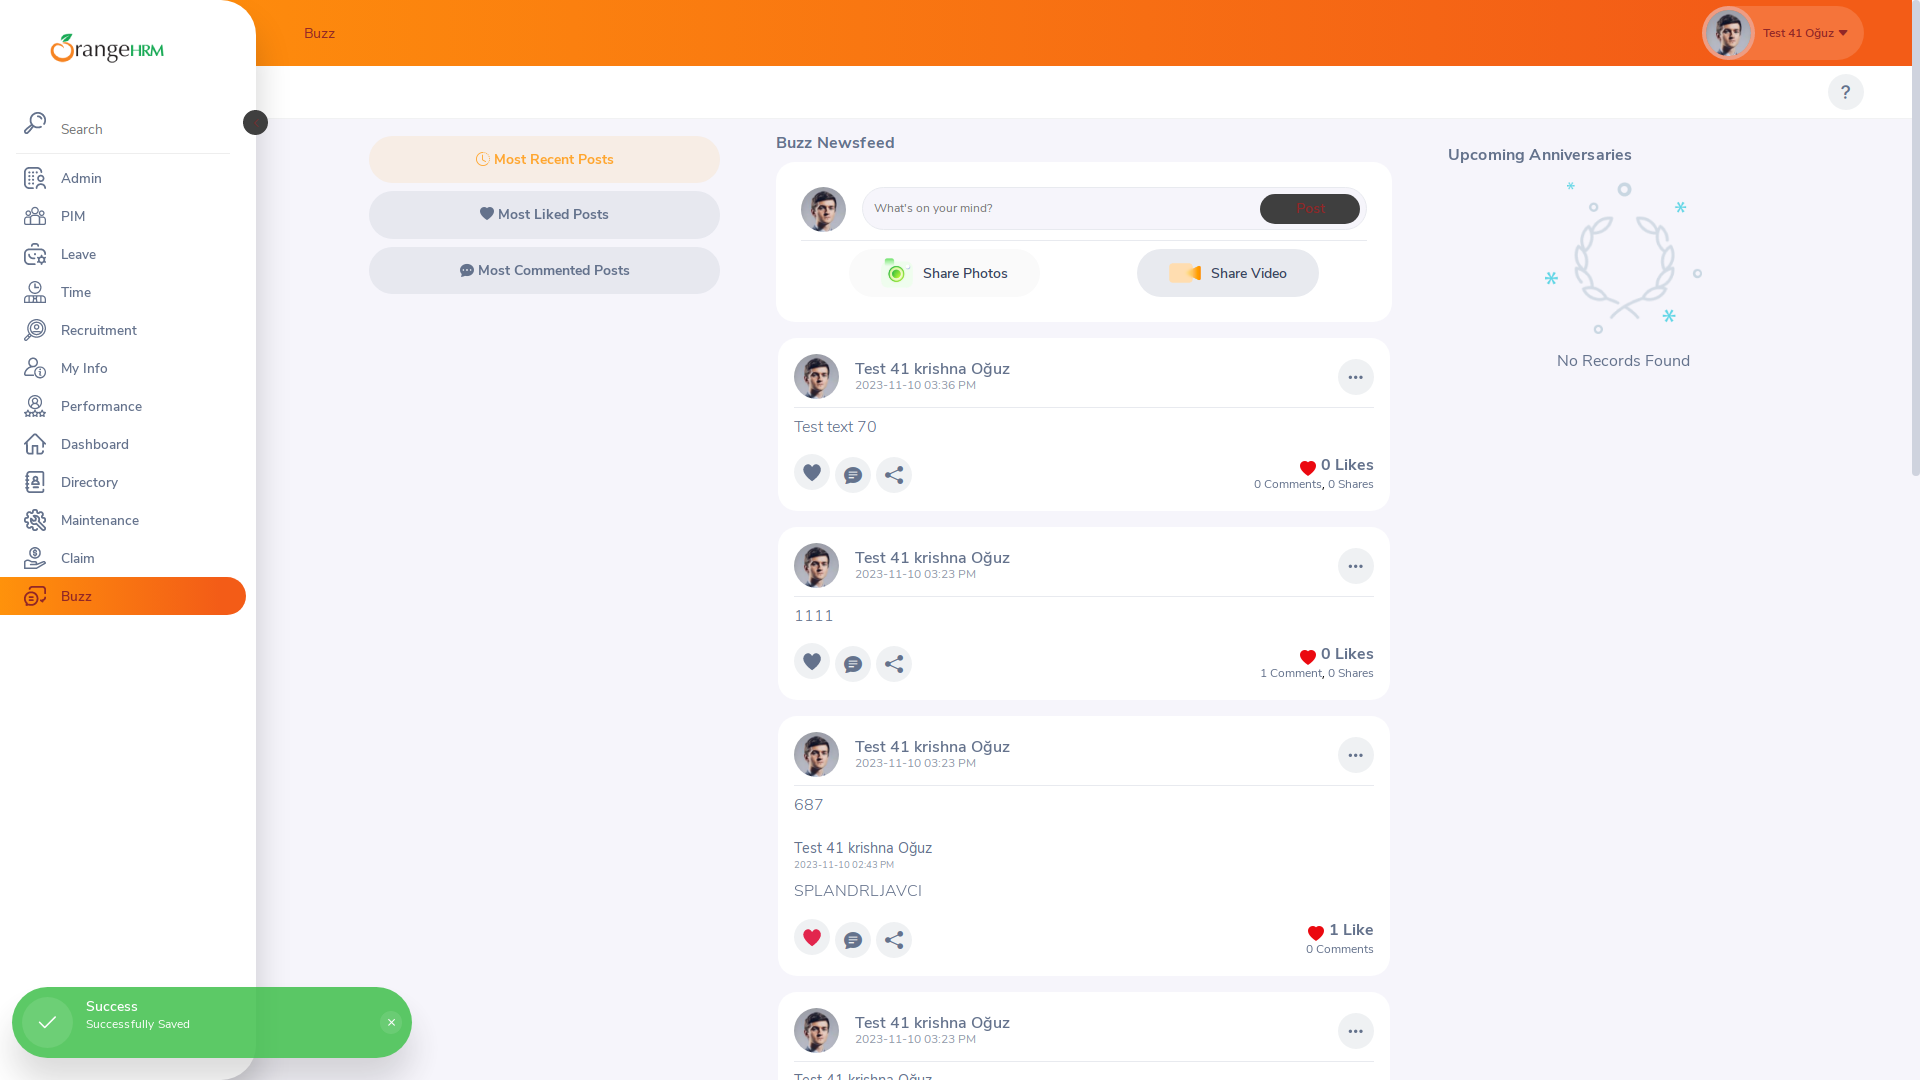 OrangeHRM
Search
Admin
PIM
Leave
Time
Recruitment
My Info
Performance
Dashboard
Directory
Maintenance
Claim
Buzz
Buzz
Test 41 Oğuz
?
Most Recent Posts
Most Liked Posts
Most Commented Posts
Buzz Newsfeed
What's on your mind?
Post
Share Photos
Share Video
Test 41 krishna Oğuz
2023-11-10 03:36 PM
Test text 70
0 Likes
0 Comments, 0 Shares
Test 41 krishna Oğuz
2023-11-10 03:23 PM
1111
0 Likes
1 Comment, 0 Shares
Test 41 krishna Oğuz
2023-11-10 03:23 PM
687
Test 41 krishna Oğuz
2023-11-10 02:43 PM
SPLANDRLJAVCI
1 Like
0 Comments
Test 41 krishna Oğuz
2023-11-10 03:23 PM
Test 41 krishna Oğuz
Upcoming Anniversaries
No Records Found
Success
Successfully Saved
×